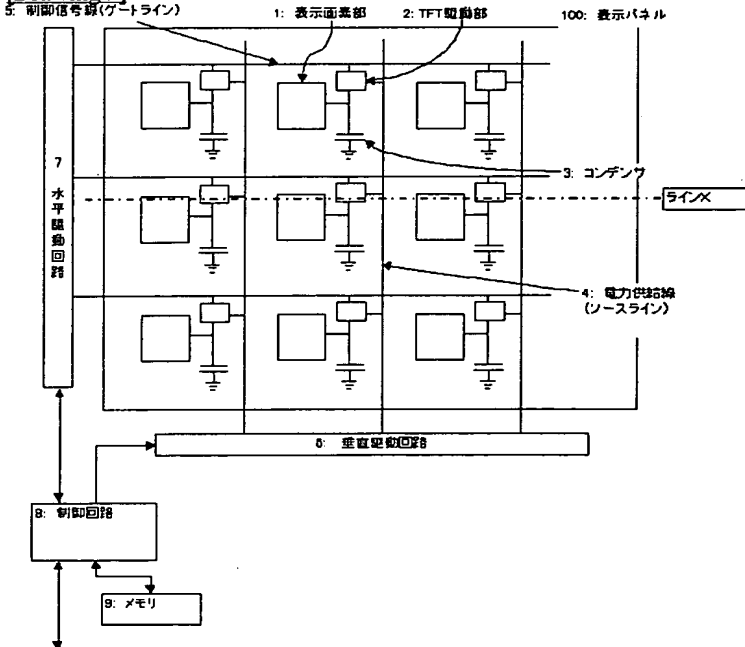 5: 制御信号線(ゲートライン)
1: 表示画素部
2: TFT駆動部
100: 表示パネル
7
水平駆動回路
3: コンデンサ
ラインX
4: 電力供給線
(ソースライン)
6: 垂直駆動回路
8: 制御回路
9: メモリ